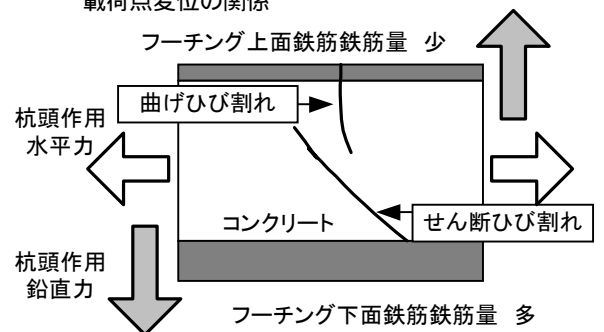 載荷点変位の関係
フーチング上面鉄筋鉄筋量 少
曲げひび割れ
杭頭作用
水平力
コンクリート
せん断ひび割れ
杭頭作用
鉛直力
フーチング下面鉄筋鉄筋量 多